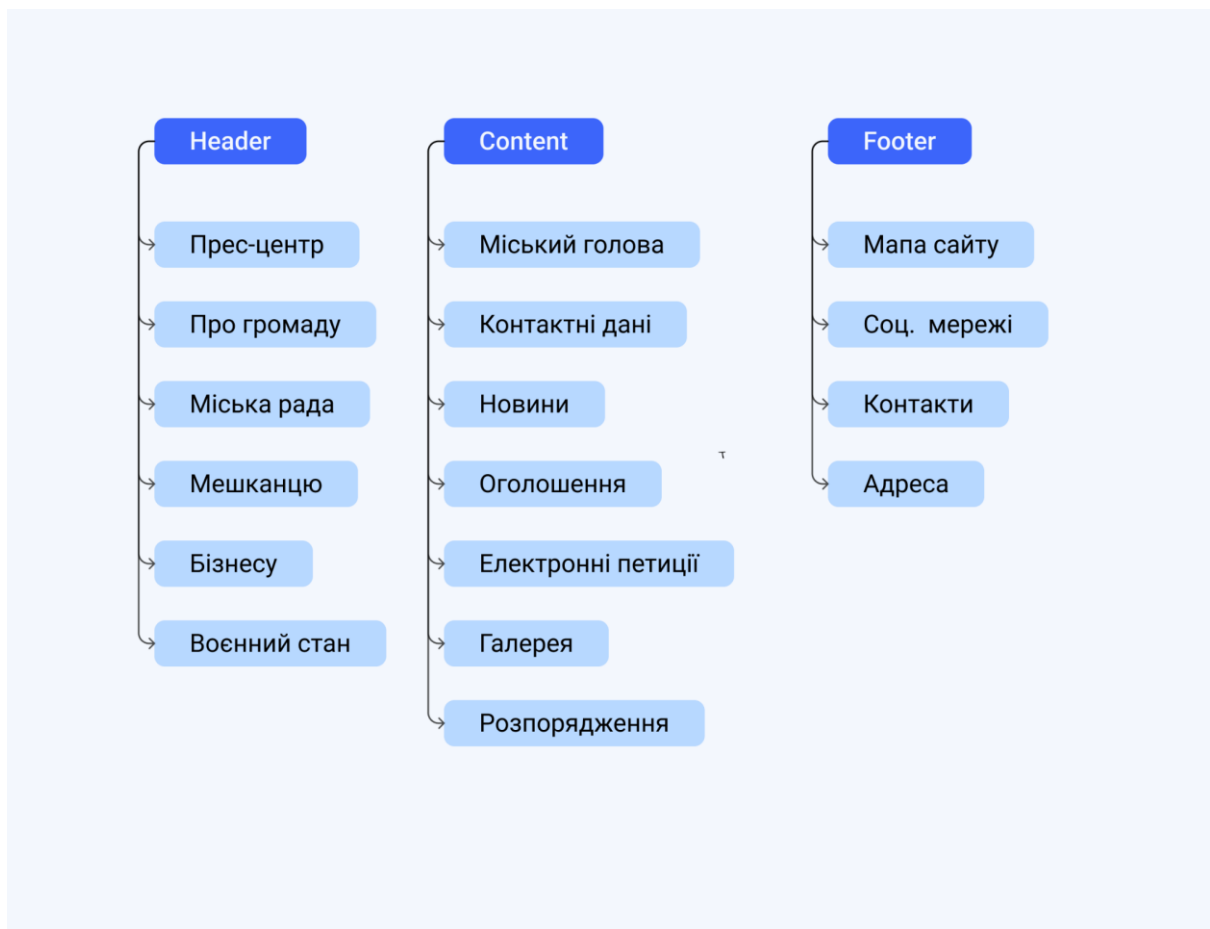 Header
Прес-центр
Про громаду
Міська рада
Мешканцю
Бізнесу
Воєнний стан
Content
Міський голова
Контактні дані
Новини
Оголошення
Електронні петиції
Галерея
Розпорядження
т
Footer
Мапа сайту
Соц. мережі
Контакти
Адреса